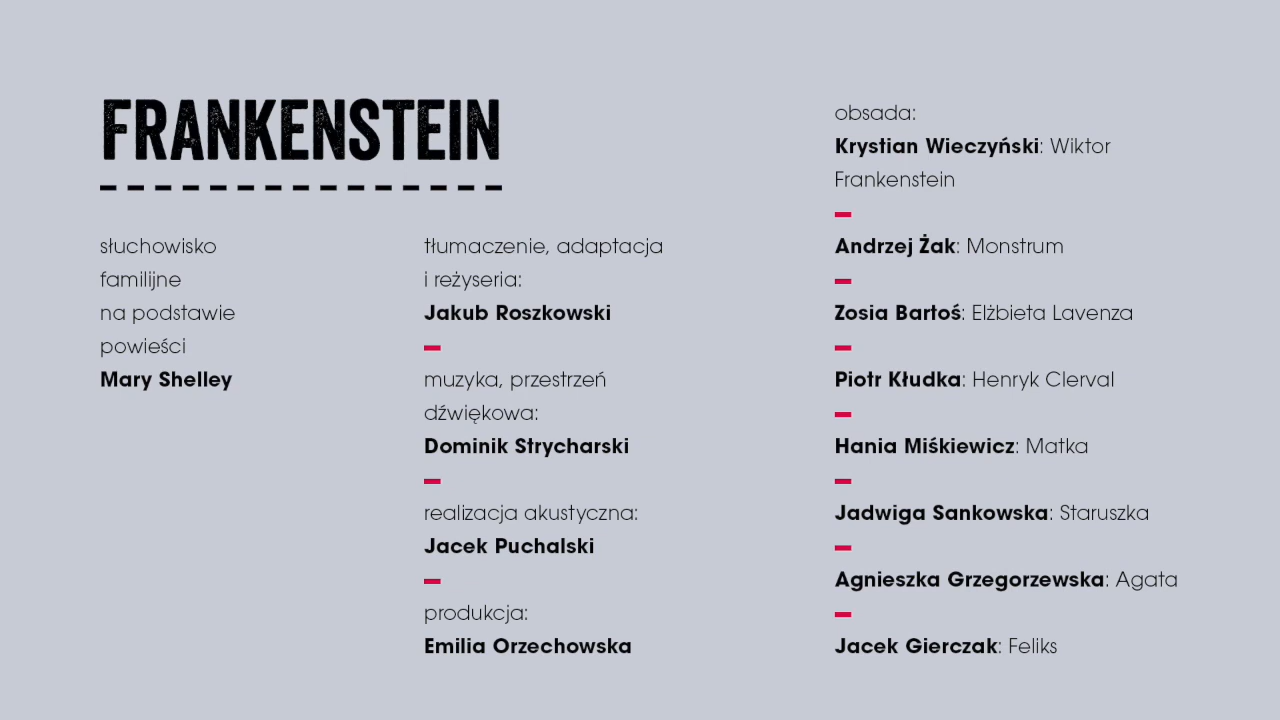 FRANKENSTEIN
słuchowisko
familijne
na podstawie
powieści
Mary Shelley
tłumaczenie, adaptacja
i reżyseria:
Jakub Roszkowski
muzyka, przestrzeń
dźwiękowa:
Dominik Strycharski
realizacja akustyczna:
Jacek Puchalski
produkcja:
Emilia Orzechowska
obsada:
Krystian Wieczyński: Wiktor
Frankenstein
Andrzej Żak: Monstrum
Zosia Bartoś: Elżbieta Lavenza
Piotr Kłudka: Henryk Clerval
Hania Miśkiewicz: Matka
Jadwiga Sankowska: Staruszka
Agnieszka Grzegorzewska: Agata
Jacek Gierczak: Feliks